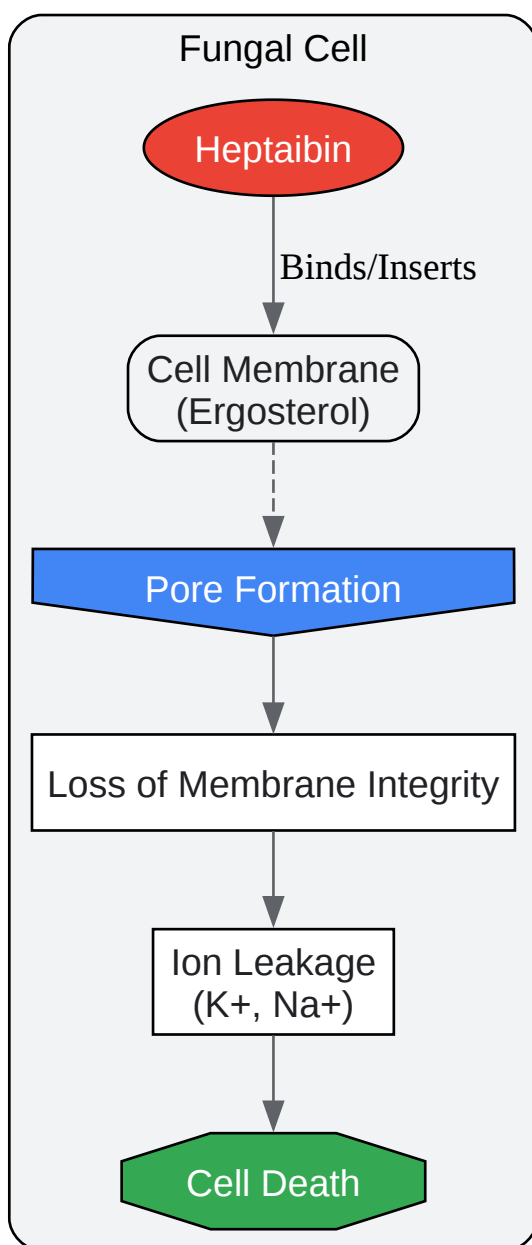 Fungal Cell
Heptaibin
Binds/Inserts
Cell Membrane
(Ergosterol)
Pore Formation
Loss of Membrane Integrity
Ion Leakage
(K+, Na+)
Cell Death